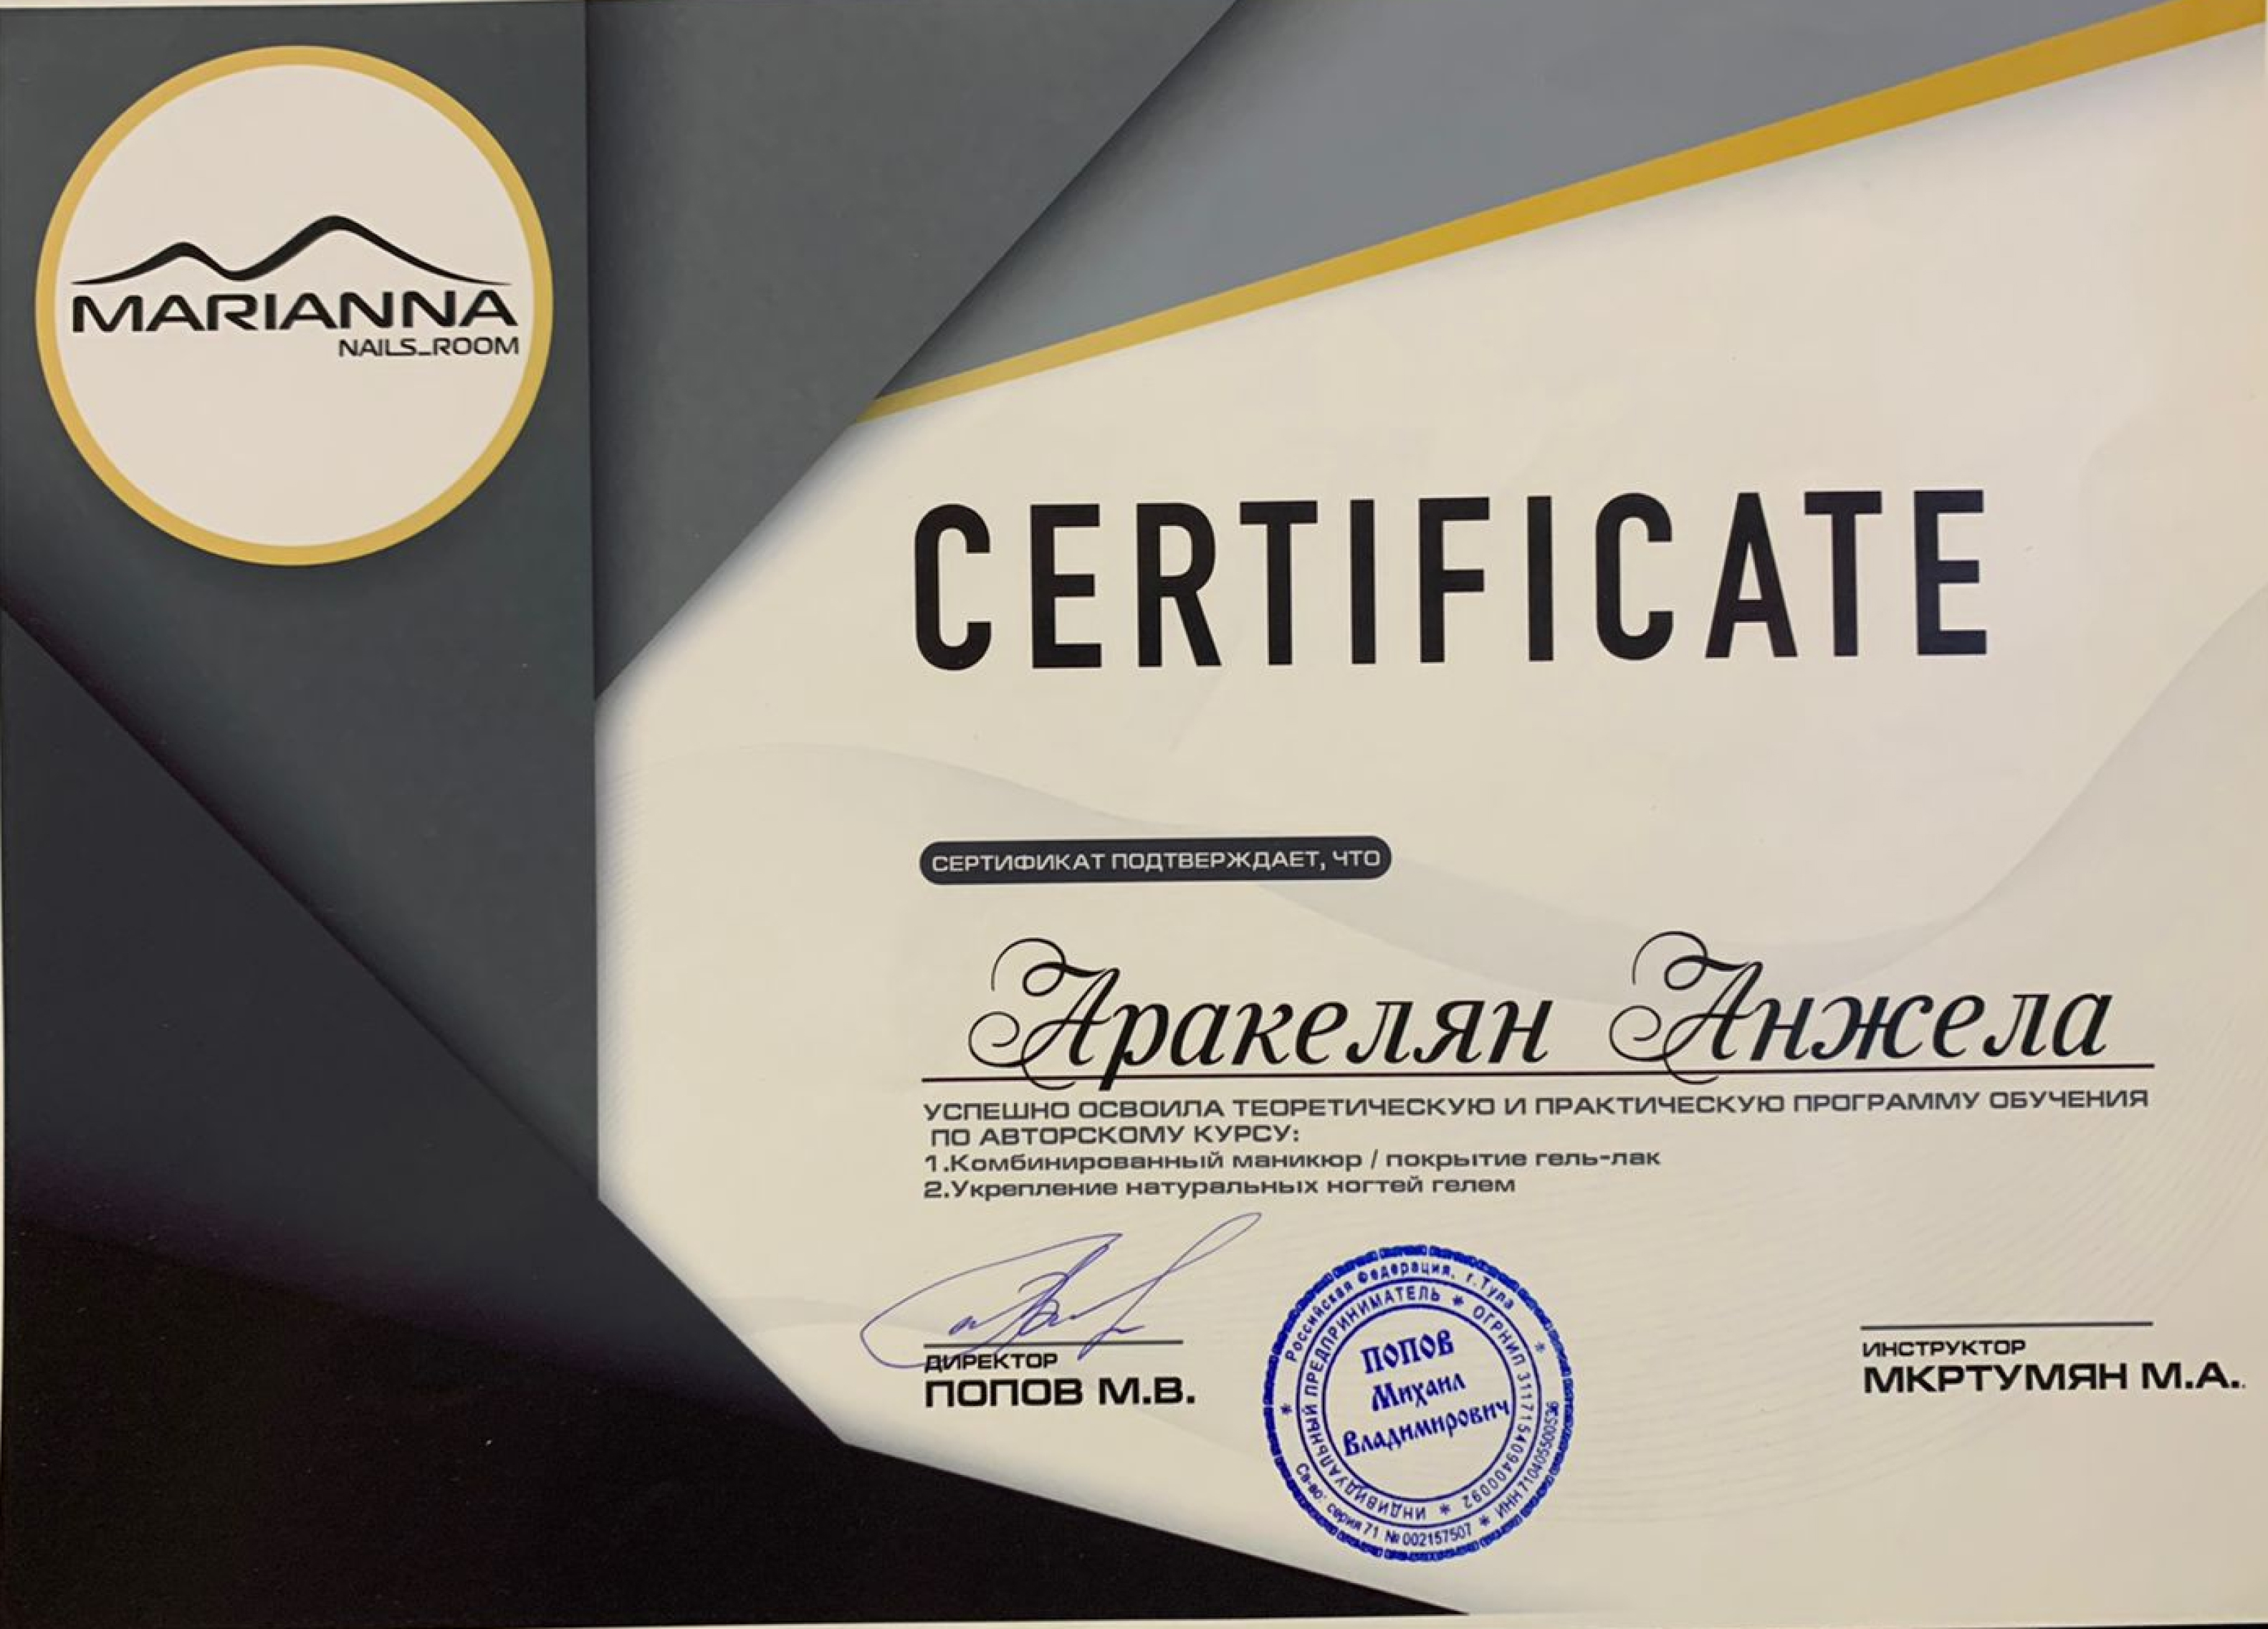 MARIANNA
NAILS_ROOM
CERTIFICATE
СЕРТИФИКАТ ПОДТВЕРЖДАЕТ, ЧТО
Аракелян Анжела
УСПЕШНО ОСВОИЛА ТЕОРЕТИЧЕСКУЮ И ПРАКТИЧЕСКУЮ ПРОГРАММУ ОБУЧЕНИЯ
ПО АВТОРСКОМУ КУРСУ:
1.Комбинированный маникюр / покрытие гель-лак
2.Укрепление натуральных ногтей гелем
ДИРЕКТОР
ПОПОВ М.В.
Российская Федерация, г.Тула
* ИНН 710405500536 * Св-во: серия 71 № 002157507 *
ИНДИВИДУАЛЬНЫЙ ПРЕДПРИНИМАТЕЛЬ * ОГРНИП 311715409400092 *
ПОПОВ
Михаил
Владимирович
ИНСТРУКТОР
МКРТУМЯН М.А.